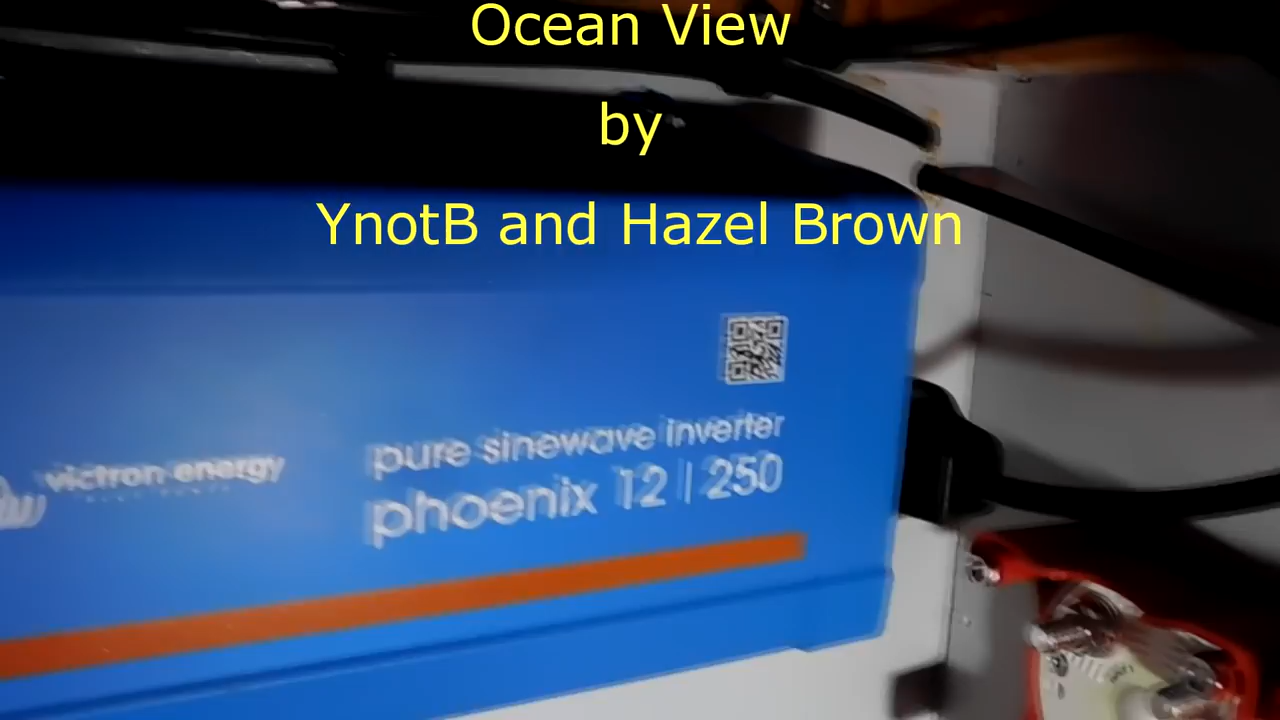 Ocean View
by
YnotB and Hazel Brown
victron energy
pure sinewave inverter
phoenix 12 | 250